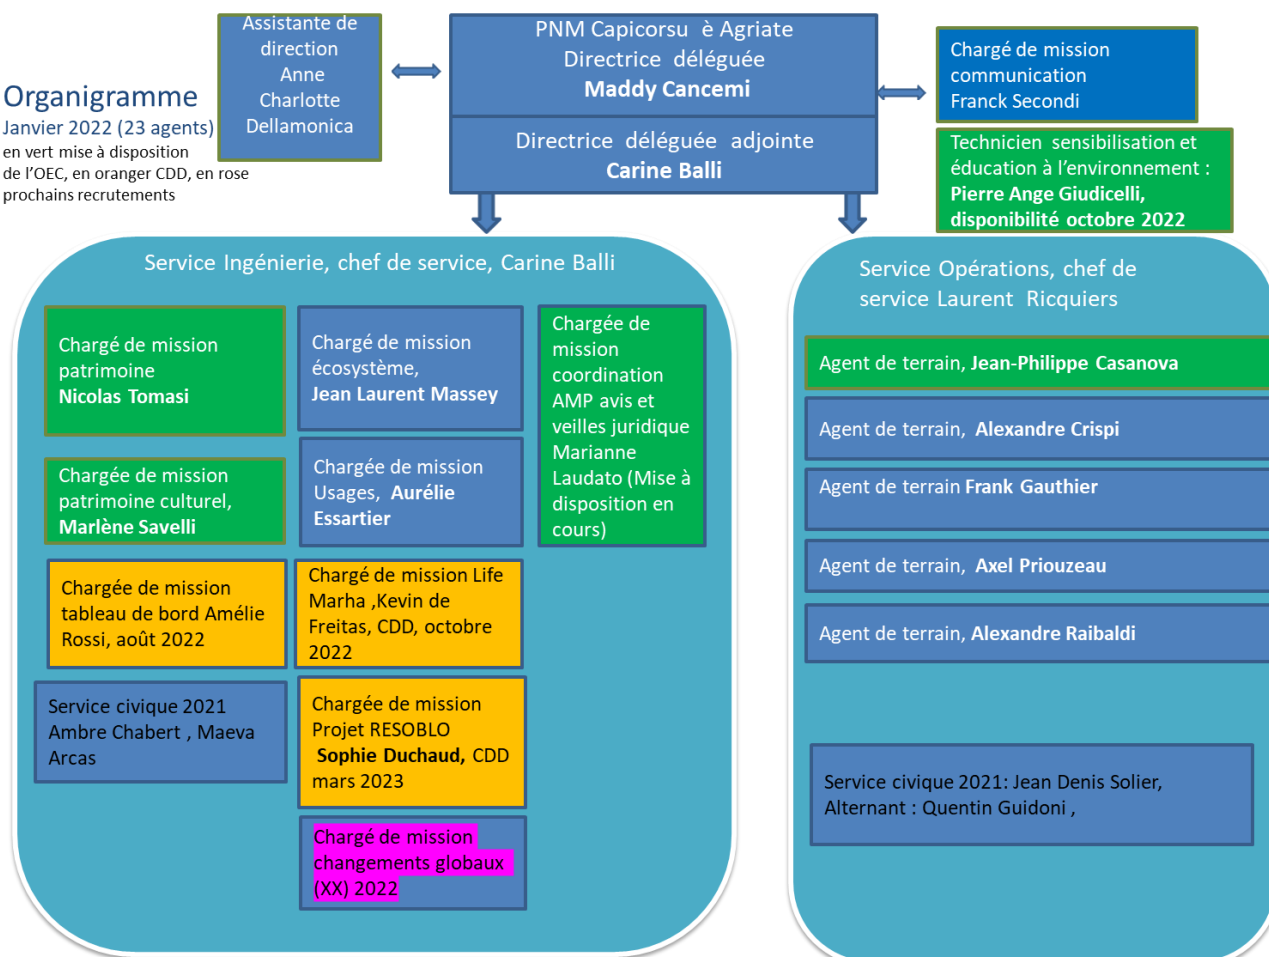 Assistante de
direction
Anne
Charlotte
Dellamonica
PNM Capicorsu è Agriate
Directrice déléguée
Maddy Cancemi
Directrice déléguée adjointe
Carine Balli
Chargé de mission
communication
Franck Secondi
Technicien sensibilisation et
éducation à l'environnement :
Pierre Ange Giudicelli,
disponibilité octobre 2022
Organigramme
Janvier 2022 (23 agents)
en vert mise à disposition
de l'OEC, en oranger CDD, en rose
prochains recrutements
Service Ingénierie, chef de service, Carine Balli
Chargé de mission
patrimoine
Nicolas Tomasi
Chargé de mission
écosystème,
Jean Laurent Massey
Chargée de
mission
coordination
AMP avis et
veilles juridique
Marianne
Laudato (Mise à
disposition en
cours)
Chargée de mission
patrimoine culturel,
Marlène Savelli
Chargée de mission
Usages, Aurélie
Essartier
Chargée de mission
tableau de bord Amélie
Rossi, août 2022
Chargé de mission Life
Marha ,Kevin de
Freitas, CDD, octobre
2022
Service civique 2021
Ambre Chabert , Maeva
Arcas
Chargée de mission
Projet RESOBLO
Sophie Duchaud, CDD
mars 2023
Chargé de mission
changements globaux
(XX) 2022
Service Opérations, chef de
service Laurent Ricquiers
Agent de terrain, Jean-Philippe Casanova
Agent de terrain, Alexandre Crispi
Agent de terrain Frank Gauthier
Agent de terrain, Axel Priouzeau
Agent de terrain, Alexandre Raibaldi
Service civique 2021: Jean Denis Solier,
Alternant : Quentin Guidoni ,